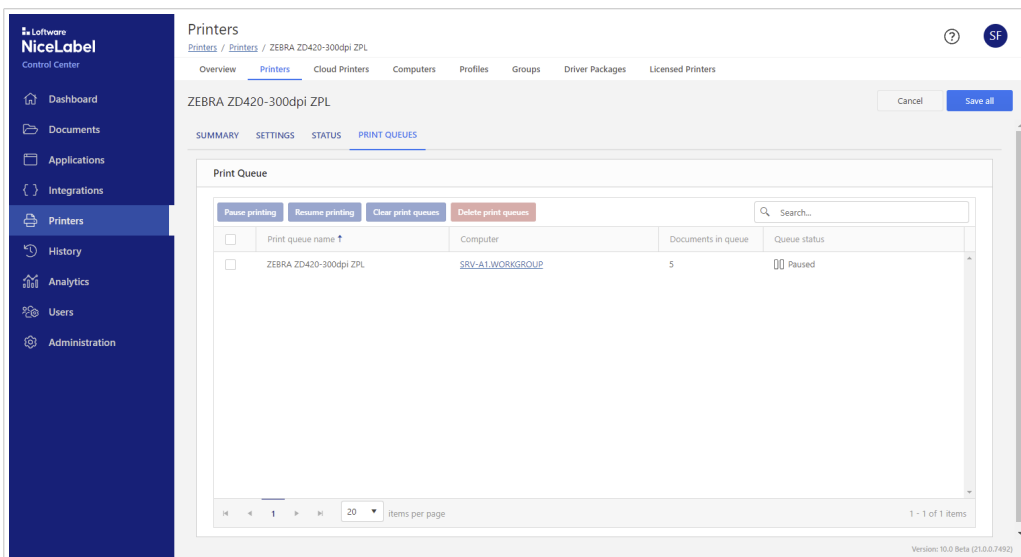 Loftware
NiceLabel
Control Center
Dashboard
Documents
Applications
Integrations
Printers
History
Analytics
Users
Administration
Printers
Printers / Printers / ZEBRA ZD420-300dpi ZPL
? SF
Overview Printers Cloud Printers Computers Profiles Groups Driver Packages Licensed Printers
ZEBRA ZD420-300dpi ZPL
Cancel Save all
SUMMARY SETTINGS STATUS PRINT QUEUES
Print Queue
Pause printing Resume printing Clear print queues Delete print queues Search...
Print queue name ↑ Computer Documents in queue Queue status
ZEBRA ZD420-300dpi ZPL SRV-A1.WORKGROUP 5 Paused
1 20 items per page 1 - 1 of 1 items
Version: 10.0 Beta (21.0.0.7492)